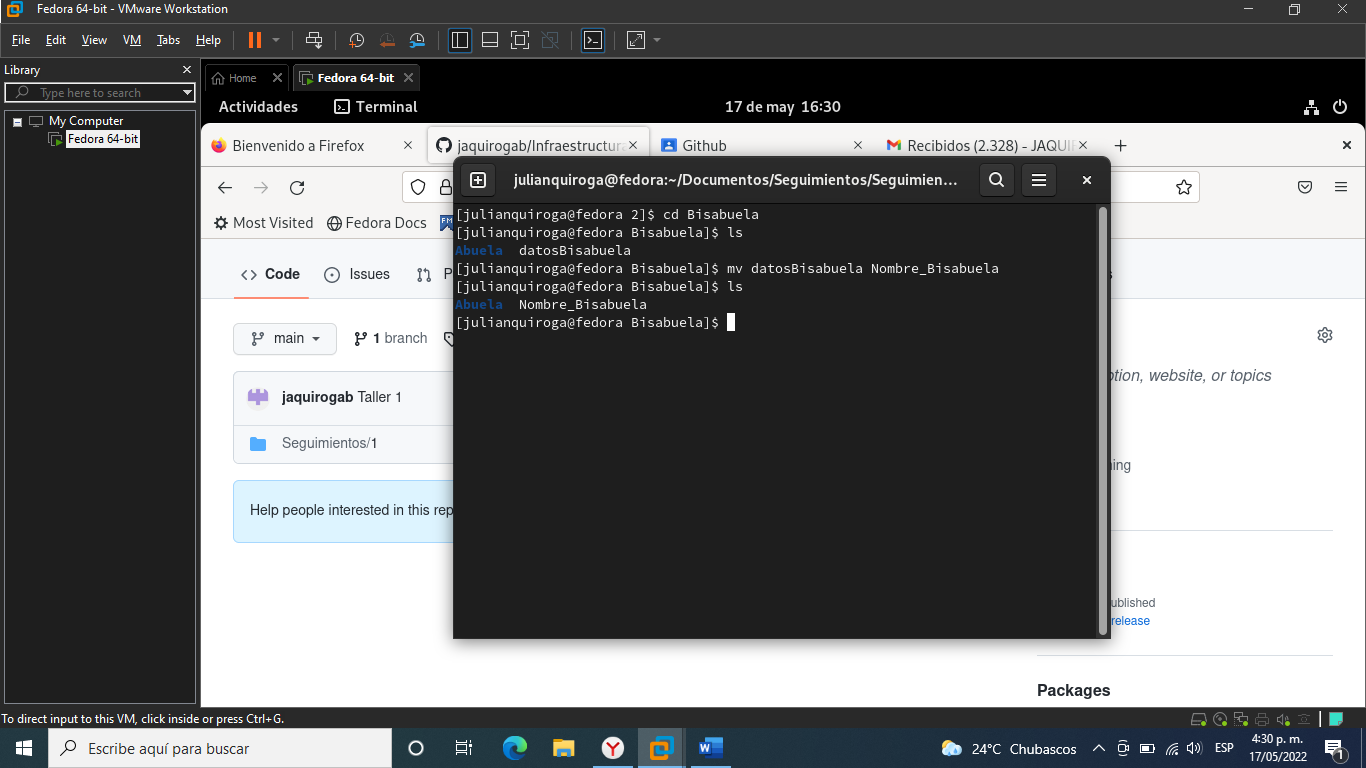 Fedora 64-bit - VMware Workstation
File Edit View VM Tabs Help
Library
Type here to search
My Computer
Fedora 64-bit
Home
Fedora 64-bit
Actividades Terminal 17 de may 16:30
Bienvenido a Firefox jaquirogab/Infraestructura Github Recibidos (2.328) - JAQUIR
julianquiroga@fedora:~/Documentos/Seguimientos/Seguimien...
Most Visited Fedora Docs
[julianquiroga@fedora 2]$ cd Bisabuela
[julianquiroga@fedora Bisabuela]$ ls
Abuela datosBisabuela
[julianquiroga@fedora Bisabuela]$ mv datosBisabuela Nombre_Bisabuela
[julianquiroga@fedora Bisabuela]$ ls
Abuela Nombre_Bisabuela
[julianquiroga@fedora Bisabuela]$
Code Issues P
main 1 branch
ption, website, or topics
jaquirogab Taller 1
Seguimientos/1
Help people interested in this rep
ublished
release
Packages
To direct input to this VM, click inside or press Ctrl+G.
Escribe aquí para buscar
24°C Chubascos ESP
4:30 p. m.
17/05/2022
1